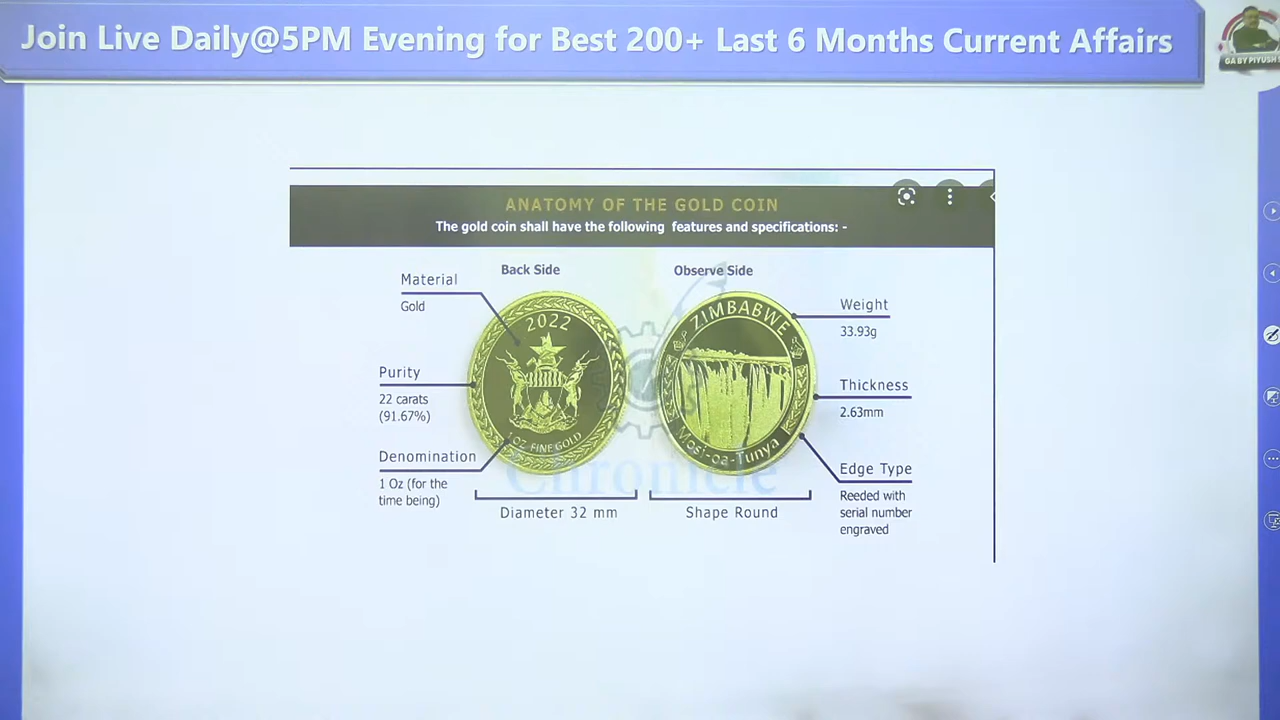 Join Live Daily@5PM Evening for Best 200+ Last 6 Months Current Affairs
GA BY PIYUSH
ANATOMY OF THE GOLD COIN
The gold coin shall have the following features and specifications: -
Back Side
Observe Side
Material
Gold
Purity
22 carats
(91.67%)
Denomination
1 Oz (for the
time being)
2022
1 OZ FINE GOLD
Diameter 32 mm
ZIMBABWE
Mosi-oa-Tunya
Shape Round
Weight
33.93g
Thickness
2.63mm
Edge Type
Reeded with
serial number
engraved
Chronicle